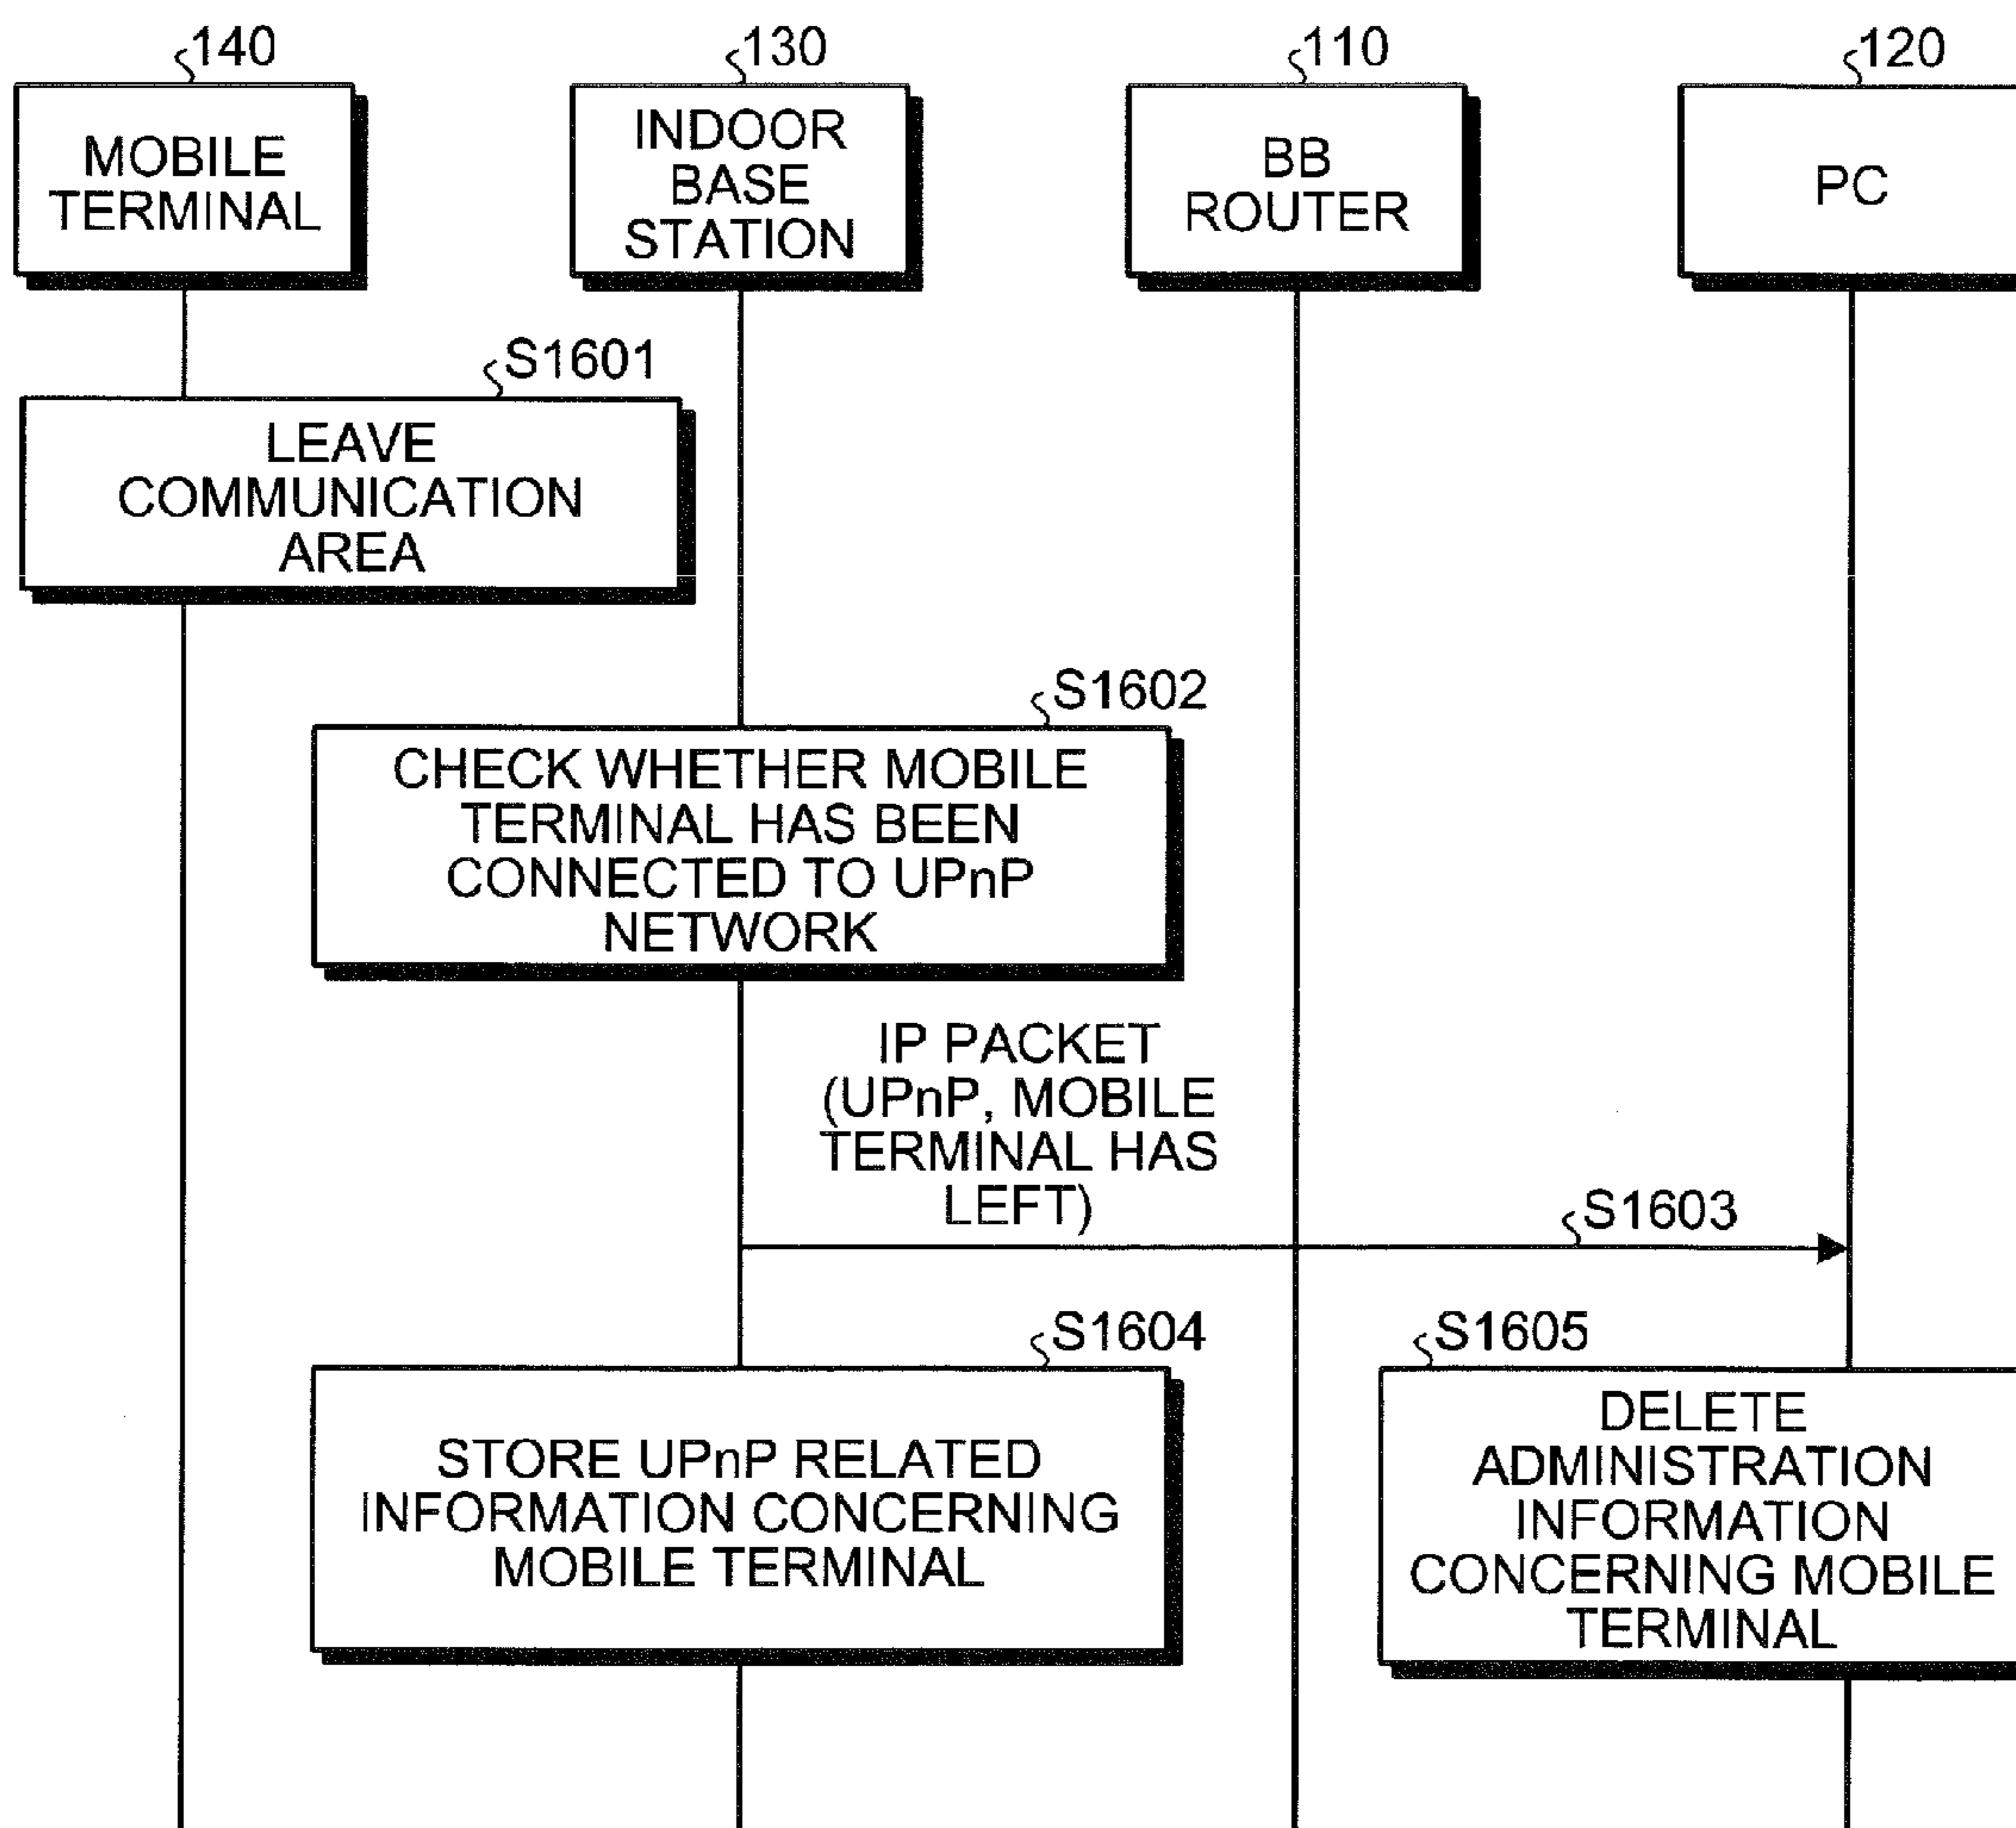 140
130
110
120
MOBILE
TERMINAL
INDOOR
BASE
STATION
BB
ROUTER
PC
S1601
LEAVE
COMMUNICATION
AREA
S1602
CHECK WHETHER MOBILE
TERMINAL HAS BEEN
CONNECTED TO UPnP
NETWORK
IP PACKET
(UPnP, MOBILE
TERMINAL HAS
LEFT)
S1603
S1604
STORE UPnP RELATED
INFORMATION CONCERNING
MOBILE TERMINAL
S1605
DELETE
ADMINISTRATION
INFORMATION
CONCERNING MOBILE
TERMINAL